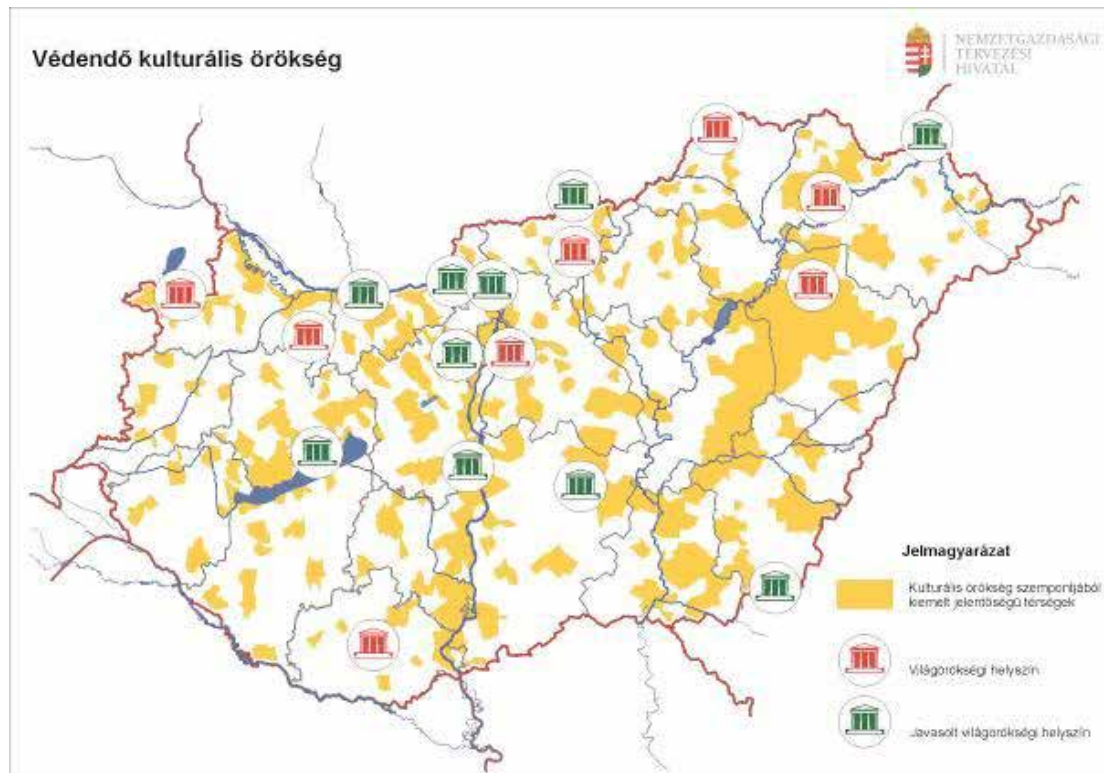 Védendő kulturális örökség
NEMZETGAZDASÁGI
TERVEZÉSI
HIVATAL
Jelmagyarázat
Kulturális örökség szempontjából
kiemelt jelentőségű térségek
Világörökségi helyszín
Javasolt világörökségi helyszín